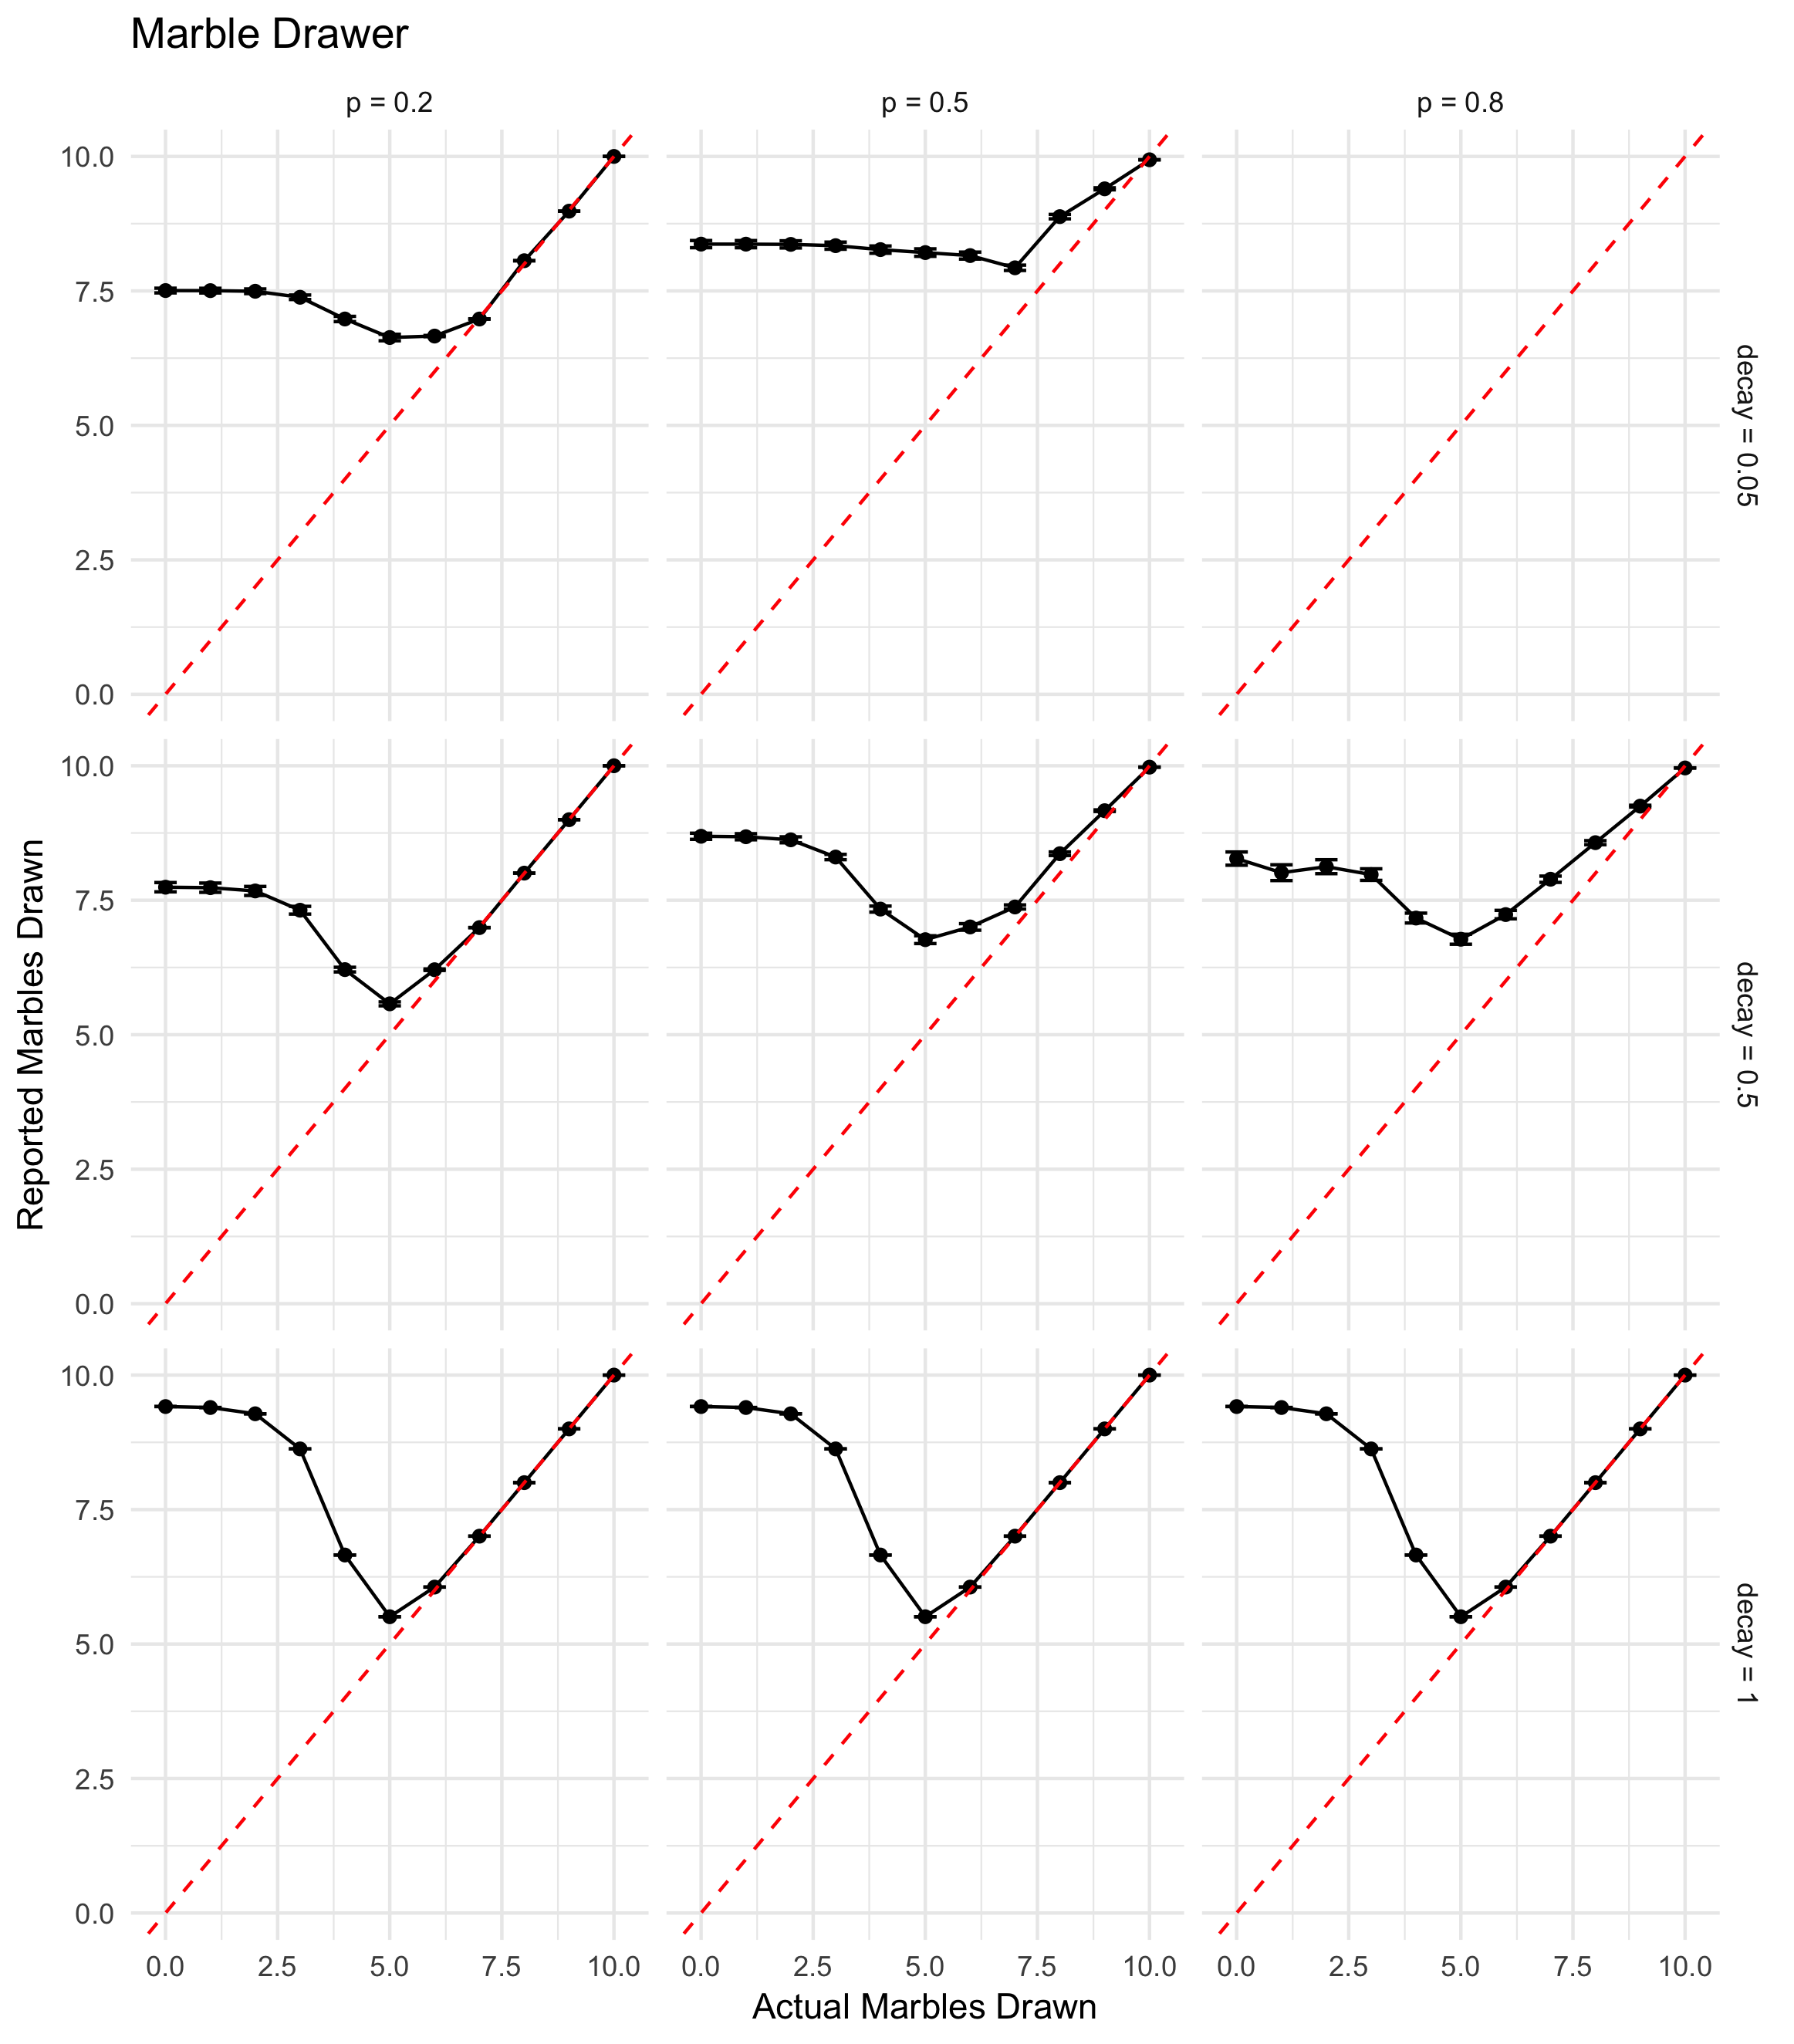 Marble Drawer
p = 0.2
p = 0.5
p = 0.8
10.0
7.5
5.0
2.5
0.0
decay = 0.05
10.0
7.5
5.0
2.5
0.0
decay = 0.5
10.0
7.5
5.0
2.5
0.0
decay = 1
Reported Marbles Drawn
0.0 2.5 5.0 7.5 10.0
0.0 2.5 5.0 7.5 10.0
0.0 2.5 5.0 7.5 10.0
Actual Marbles Drawn